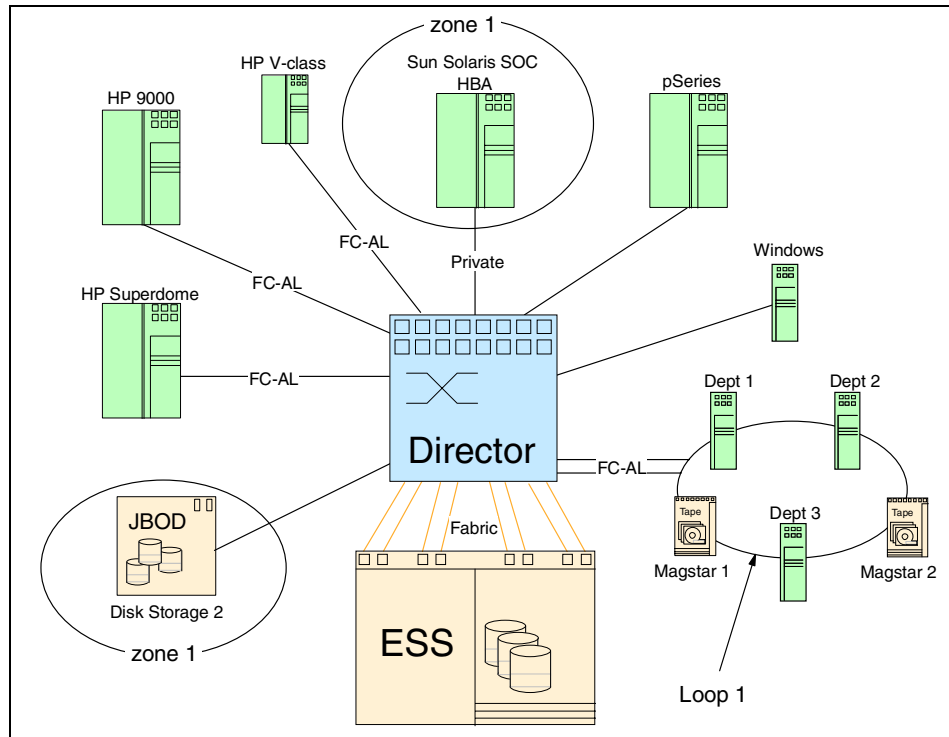 zone 1
HP V-class
Sun Solaris SOC
HBA
pSeries
HP 9000
FC-AL
Private
Windows
FC-AL
HP Superdome
FC-AL
Dept 1
Dept 2
Director
FC-AL
JBOD
Disk Storage 2
zone 1
Fabric
ESS
Tape
Magstar 1
Dept 3
Tape
Magstar 2
Loop 1